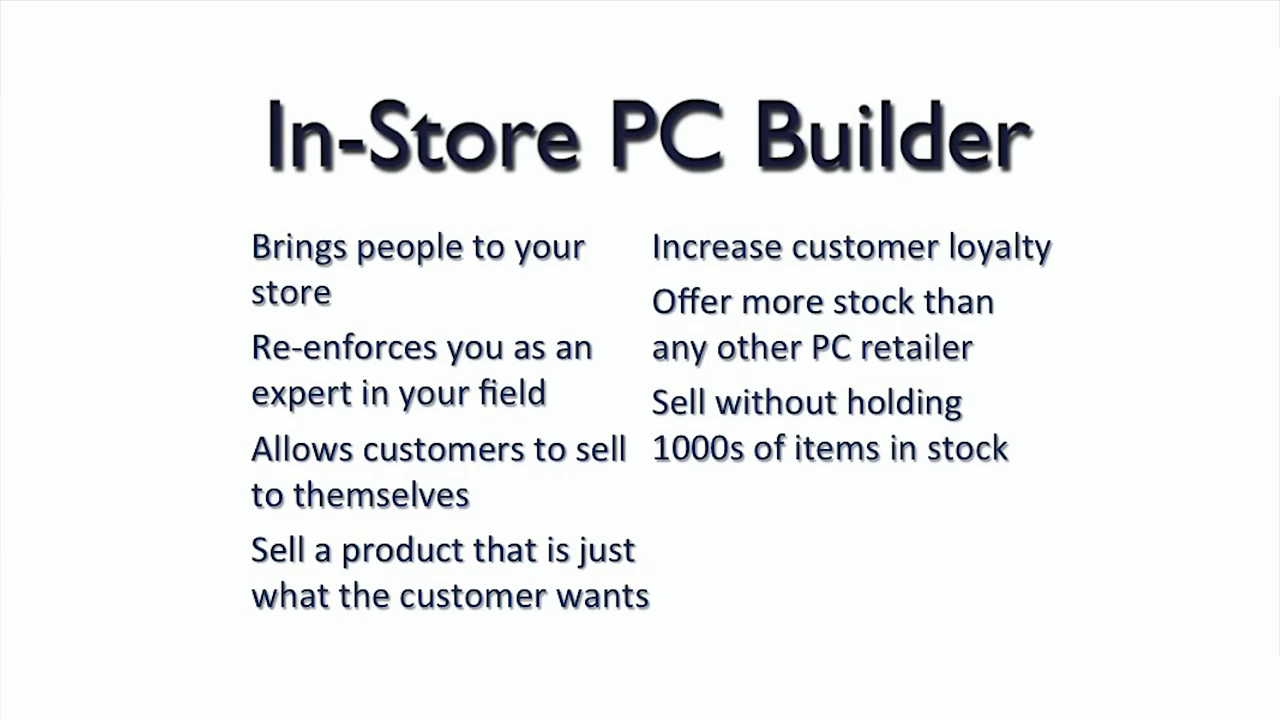 In-Store PC Builder
Brings people to your
store
Re-enforces you as an
expert in your field
Allows customers to sell
to themselves
Sell a product that is just
what the customer wants
Increase customer loyalty
Offer more stock than
any other PC retailer
Sell without holding
1000s of items in stock